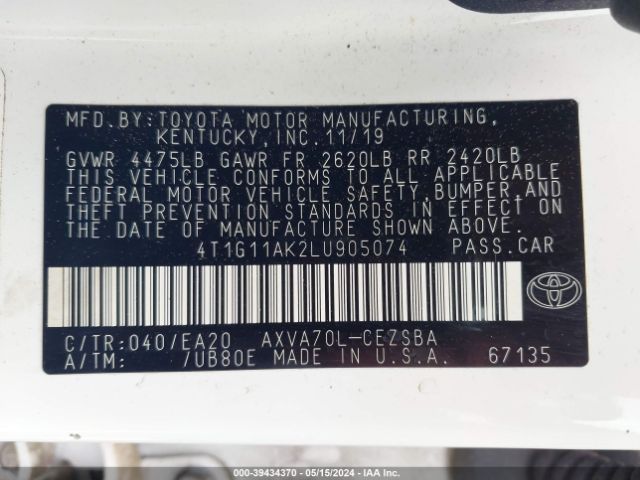 MFD. BY: TOYOTA MOTOR MANUFACTURING,
KENTUCKY, INC. 11/19
GVWR 4475LB GAWR FR 2620LB RR 2420LB
THIS VEHICLE CONFORMS TO ALL APPLICABLE
FEDERAL MOTOR VEHICLE SAFETY, BUMPER, AND
THEFT PREVENTION STANDARDS IN EFFECT ON
THE DATE OF MANUFACTURE SHOWN ABOVE.
4T1G11AK2LU905074 PASS. CAR
C/TR: 040/EA20 AXVA70L-CEZSBA
A/TM: /UB80E MADE IN U.S.A. 67135
000-39434370 - 05/15/2024 - IAAI.COM